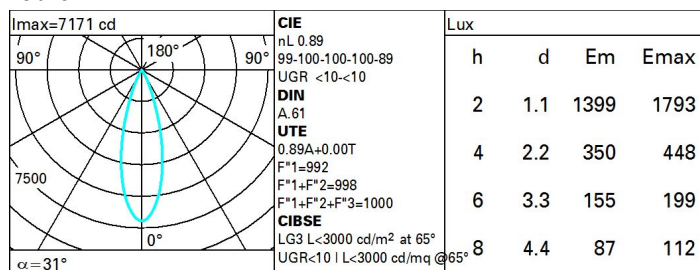 Imax=7171 cd
90°
180°
90°
7500
0°
α=31°
CIE
nL 0.89
99-100-100-100-89
UGR <10-<10
DIN
A.61
UTE
0.89A+0.00T
F"1=992
F"1+F"2=998
F"1+F"2+F"3=1000
CIBSE
LG3 L<3000 cd/m² at 65°
UGR<10 | L<3000 cd/mq @65°
Lux
h d Em Emax
2 1.1 1399 1793
4 2.2 350 448
6 3.3 155 199
8 4.4 87 112